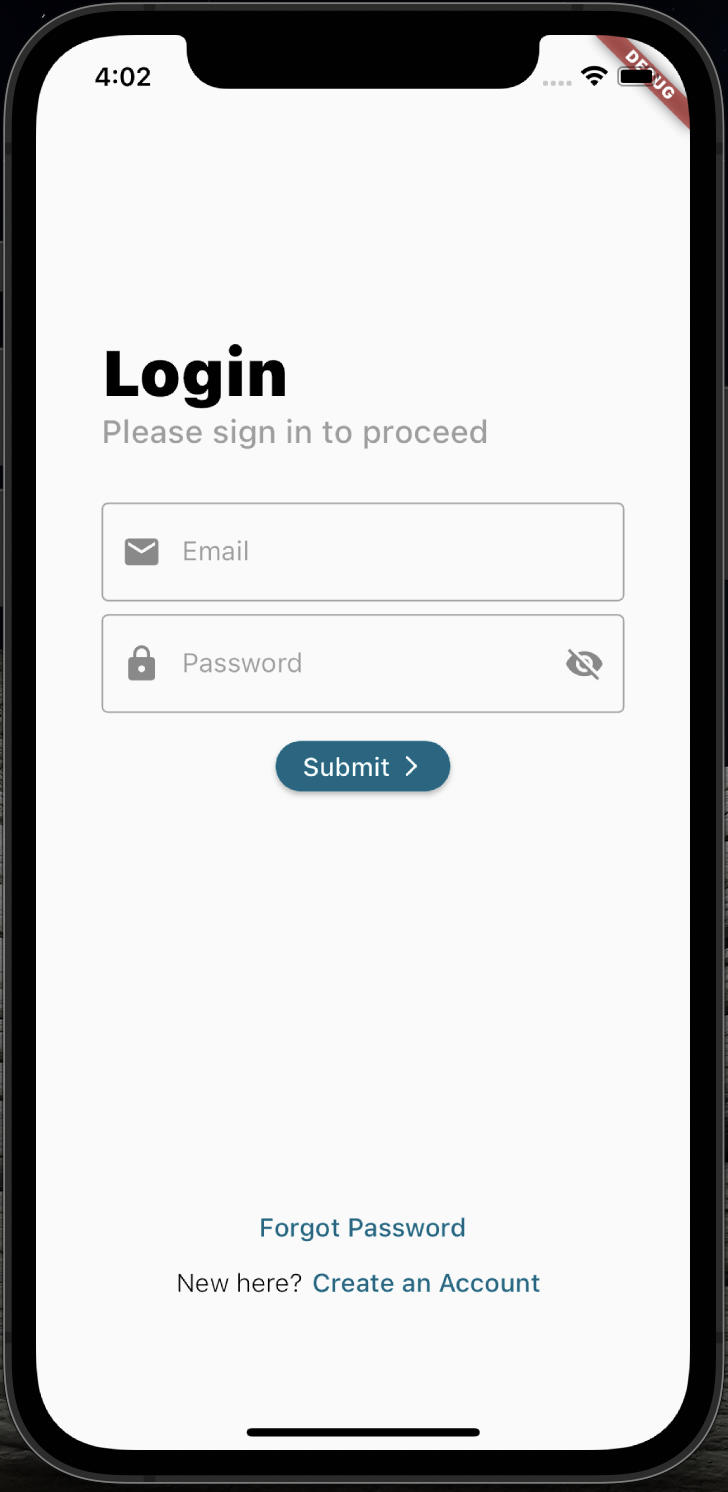 4:02
DEBUG
Login
Please sign in to proceed
Email
Password
Submit
Forgot Password
New here? Create an Account